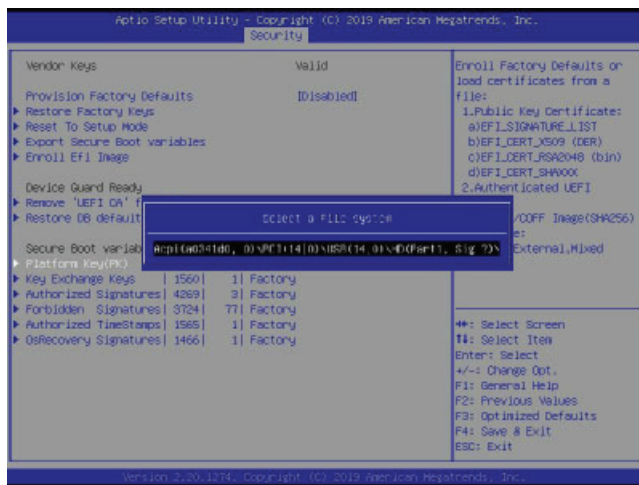 Aptio Setup Utility - Copyright (C) 2019 American Megatrends, Inc.
Security
Vendor Keys Valid
Provision Factory Defaults [Disabled]
Restore Factory Keys
Reset To Setup Mode
Export Secure Boot variables
Enroll Efi Image
Device Guard Ready
Remove 'UEFI CA' f
Restore DB default
Secure Boot variab
Platform Key(PK)
Key Exchange Keys | 1560| 1| Factory
Authorized Signatures| 4269| 3| Factory
Forbidden Signatures| 3724| 77| Factory
Authorized TimeStamps| 1565| 1| Factory
OsRecovery Signatures| 1466| 1| Factory
Select a File system
Enroll Factory Defaults or
load certificates from a
file:
1.Public Key Certificate:
a)EFI_SIGNATURE_LIST
b)EFI_CERT_X509 (DER)
c)EFI_CERT_RSA2048 (bin)
d)EFI_CERT_SHAXXX
2.Authenticated UEFI
/COFF Image(SHA256)
e:
External,Mixed
: Select Screen
: Select Item
Enter: Select
+/-: Change Opt.
F1: General Help
F2: Previous Values
F3: Optimized Defaults
F4: Save & Exit
ESC: Exit
Version 2.20.1274. Copyright (C) 2019 American Megatrends, Inc.